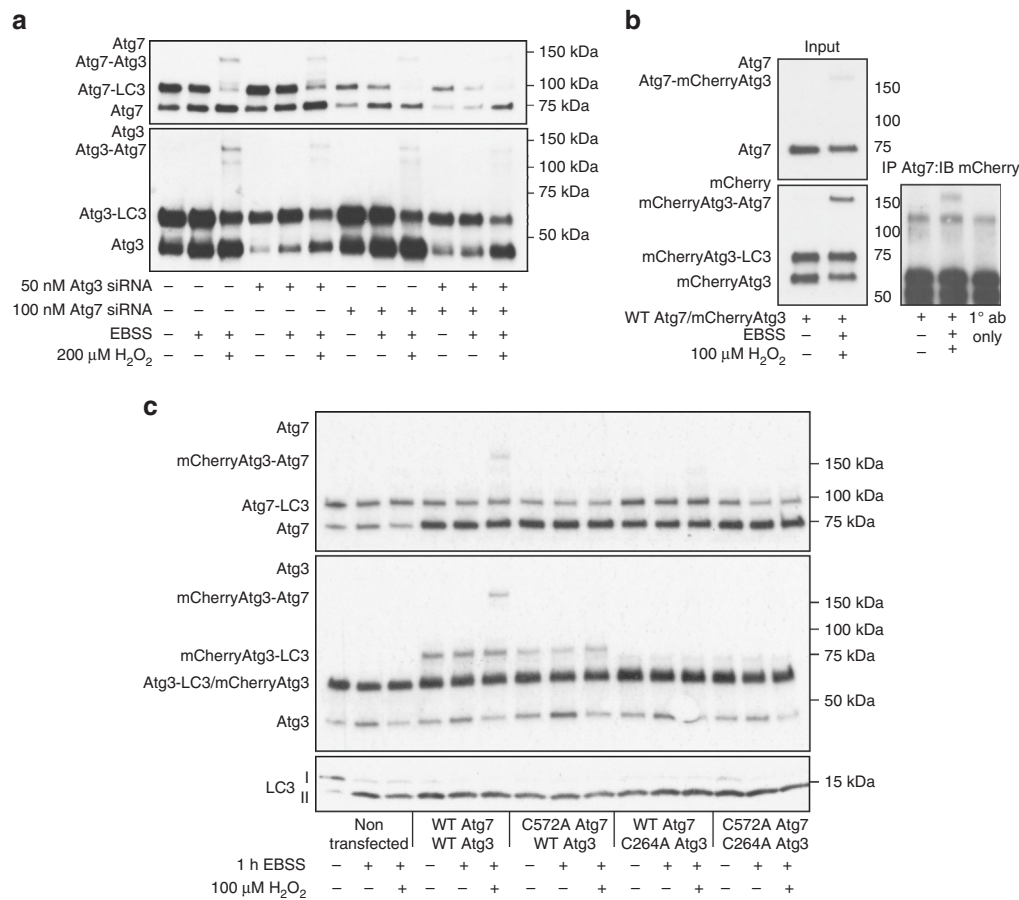 a
Atg7
Atg7-Atg3
Atg7-LC3
Atg7
150 kDa
100 kDa
75 kDa
Atg3
Atg3-Atg7
Atg3-LC3
Atg3
150 kDa
100 kDa
75 kDa
50 kDa
50 nM Atg3 siRNA – – – + + + – – – + + +
100 nM Atg7 siRNA – – – – – – + + + + + +
EBSS – + + – + + – + + – + +
200 μM H₂O₂ – – + – – + – – + – – +
b
Input
Atg7
Atg7-mCherryAtg3
Atg7
150
100
75
mCherry
IP Atg7:IB mCherry
mCherryAtg3-Atg7
mCherryAtg3-LC3
mCherryAtg3
150
100
75
50
WT Atg7/mCherryAtg3 + + + + 1° ab
EBSS – + – + only
100 μM H₂O₂ – + – +
c
Atg7
mCherryAtg3-Atg7
Atg7-LC3
Atg7
150 kDa
100 kDa
75 kDa
Atg3
mCherryAtg3-Atg7
mCherryAtg3-LC3
Atg3-LC3/mCherryAtg3
Atg3
150 kDa
100 kDa
75 kDa
50 kDa
LC3 I
II
15 kDa
Non WT Atg7 C572A Atg7 WT Atg7 C572A Atg7
transfected WT Atg3 WT Atg3 C264A Atg3 C264A Atg3
1 h EBSS – + + – + + – + + – + + – + +
100 μM H₂O₂ – – + – – + – – + – – + – – +